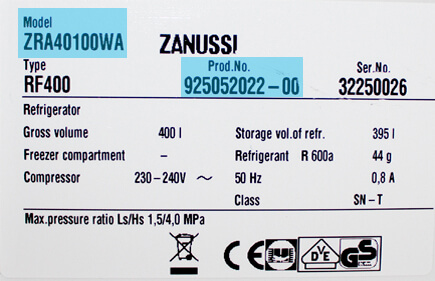 Model
ZRA40100WA
ZANUSSI
Type
Prod.No.
Ser.No.
RF400
925052022-00
32250026
Refrigerator
Gross volume 400 l Storage vol.of refr. 395 l
Freezer compartment – Refrigerant R 600a 44 g
Compressor 230-240V ~ 50 Hz 0,8 A
Class SN-T
Max.pressure ratio Ls/Hs 1,5/4,0 MPa
CE DVE GS